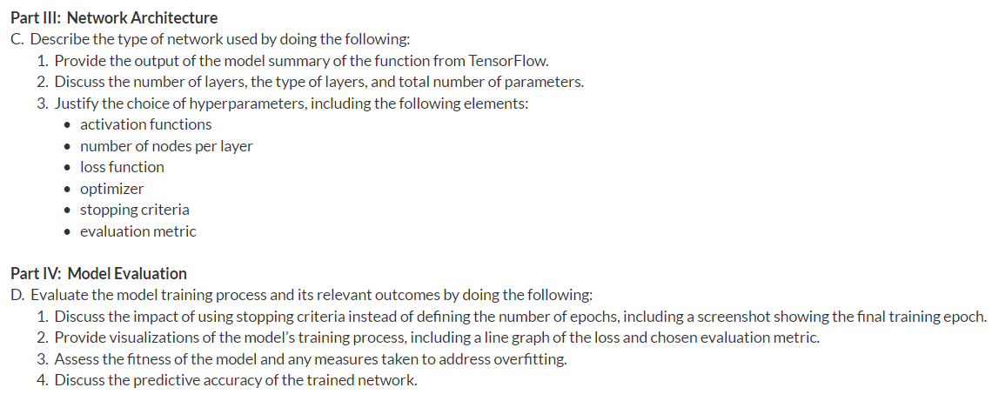 Part III: Network Architecture
C. Describe the type of network used by doing the following:
1. Provide the output of the model summary of the function from TensorFlow.
2. Discuss the number of layers, the type of layers, and total number of parameters.
3. Justify the choice of hyperparameters, including the following elements:
• activation functions
• number of nodes per layer
• loss function
• optimizer
• stopping criteria
• evaluation metric
Part IV: Model Evaluation
D. Evaluate the model training process and its relevant outcomes by doing the following:
1. Discuss the impact of using stopping criteria instead of defining the number of epochs, including a screenshot showing the final training epoch.
2. Provide visualizations of the model’s training process, including a line graph of the loss and chosen evaluation metric.
3. Assess the fitness of the model and any measures taken to address overfitting.
4. Discuss the predictive accuracy of the trained network.